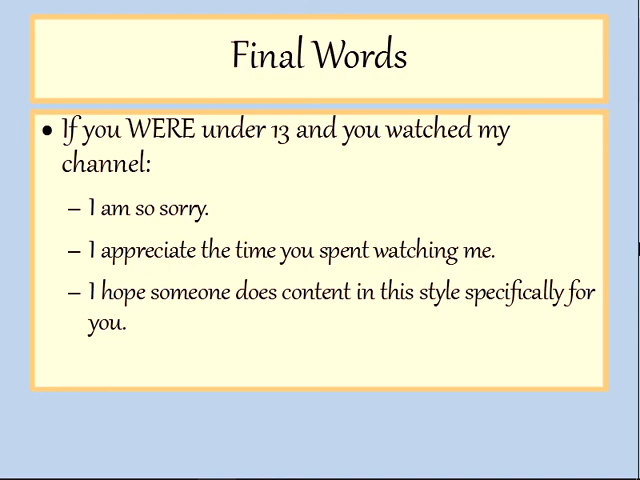 Final Words
• If you WERE under 13 and you watched my
channel:
– I am so sorry.
– I appreciate the time you spent watching me.
– I hope someone does content in this style specifically for
you.